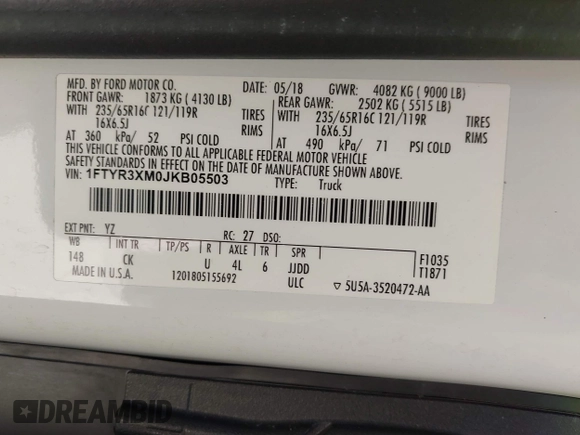 MFD. BY FORD MOTOR CO. DATE: 05/18 GVWR: 4082 KG ( 9000 LB)
FRONT GAWR: 1873 KG ( 4130 LB) REAR GAWR: 2502 KG ( 5515 LB)
WITH 235/65R16C 121/119R TIRES WITH 235/65R16C 121/119R TIRES
16X6.5J RIMS 16X6.5J RIMS
AT 360 kPa/ 52 PSI COLD AT 490 kPa/ 71 PSI COLD
THIS VEHICLE CONFORMS TO ALL APPLICABLE FEDERAL MOTOR VEHICLE
SAFETY STANDARDS IN EFFECT ON THE DATE OF MANUFACTURE SHOWN ABOVE.
VIN: 1FTYR3XM0JKB05503 TYPE: Truck
EXT PNT: YZ RC: 27 DSO:
WB INT TR TP/PS R AXLE TR SPR F1035
148 CK U 4L 6 JJDD T1871
MADE IN U.S.A. 1201805155692 ULC ▽ 5U5A-3520472-AA
DREAMBID